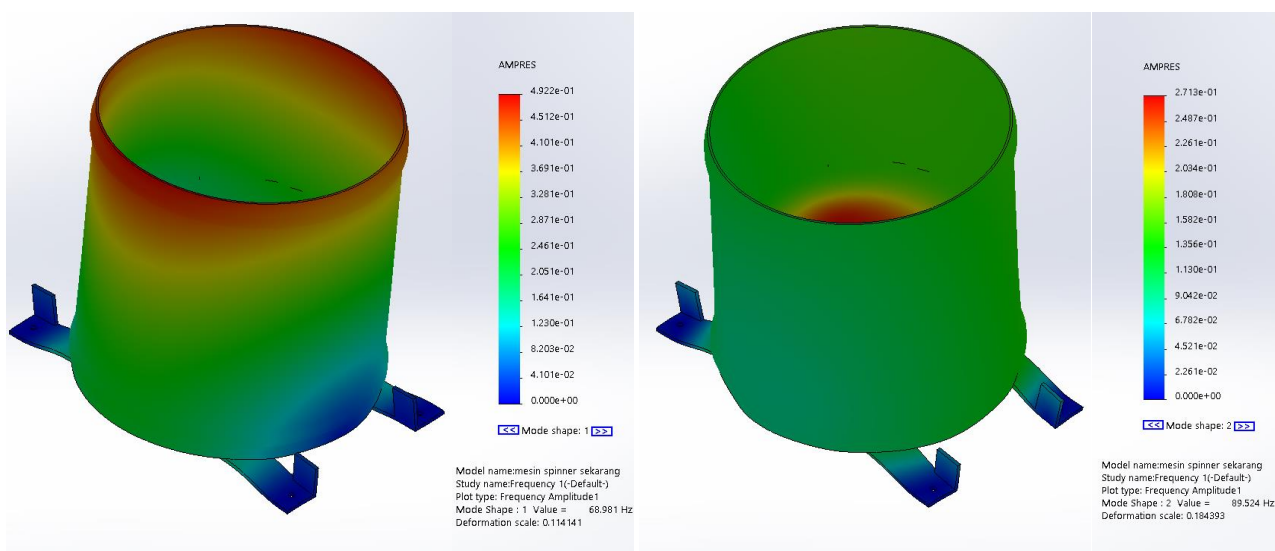 AMPRES
4.922e-01
4.512e-01
4.101e-01
3.691e-01
3.281e-01
2.871e-01
2.461e-01
2.051e-01
1.641e-01
1.230e-01
8.203e-02
4.101e-02
0.000e+00
<< Mode shape: 1 >>
Model name:mesin spinner sekarang
Study name:Frequency 1(-Default-)
Plot type: Frequency Amplitude1
Mode Shape : 1 Value = 68.981 Hz
Deformation scale: 0.114141
AMPRES
2.713e-01
2.487e-01
2.261e-01
2.034e-01
1.808e-01
1.582e-01
1.356e-01
1.130e-01
9.042e-02
6.782e-02
4.521e-02
2.261e-02
0.000e+00
<< Mode shape: 2 >>
Model name:mesin spinner sekarang
Study name:Frequency 1(-Default-)
Plot type: Frequency Amplitude1
Mode Shape : 2 Value = 89.524 Hz
Deformation scale: 0.184393